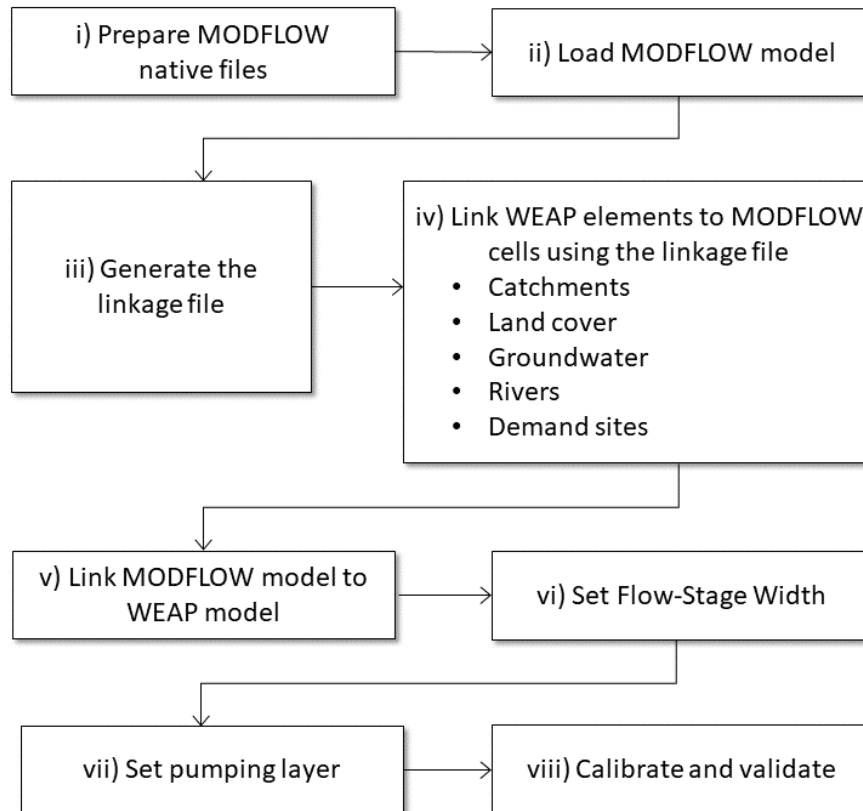 i) Prepare MODFLOW
native files
ii) Load MODFLOW model
iii) Generate the
linkage file
iv) Link WEAP elements to MODFLOW
cells using the linkage file
• Catchments
• Land cover
• Groundwater
• Rivers
• Demand sites
v) Link MODFLOW model to
WEAP model
vi) Set Flow-Stage Width
vii) Set pumping layer
viii) Calibrate and validate